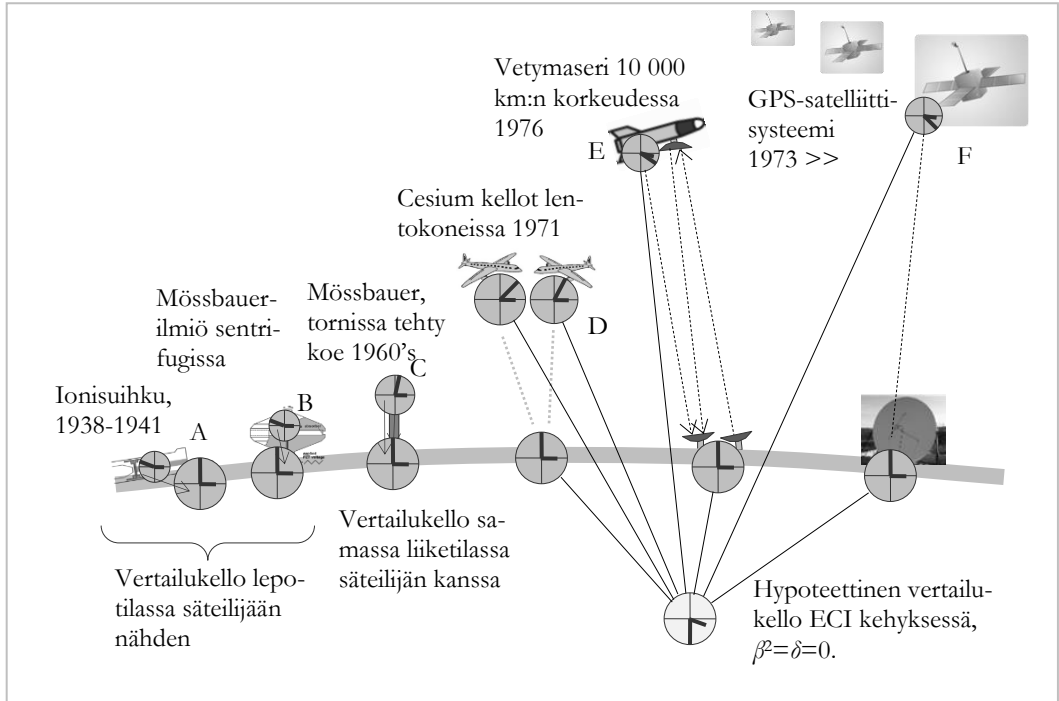 Vetymaseri 10 000
km:n korkeudessa
1976
GPS-satelliitti-
systeemi
1973 >>
E
F
Cesium kellot len-
tokoneissa 1971
D
Mössbauer-
ilmiö sentri-
fugissa
Mössbauer,
tornissa tehty
koe 1960's
C
Ionisuihku,
1938-1941
A
B
Vertailukello sa-
massa liiketilassa
säteilijän kanssa
Vertailukello lepo-
tilassa säteilijään
nähden
Hypoteettinen vertailu-
kello ECI kehyksessä,
β²=δ=0.